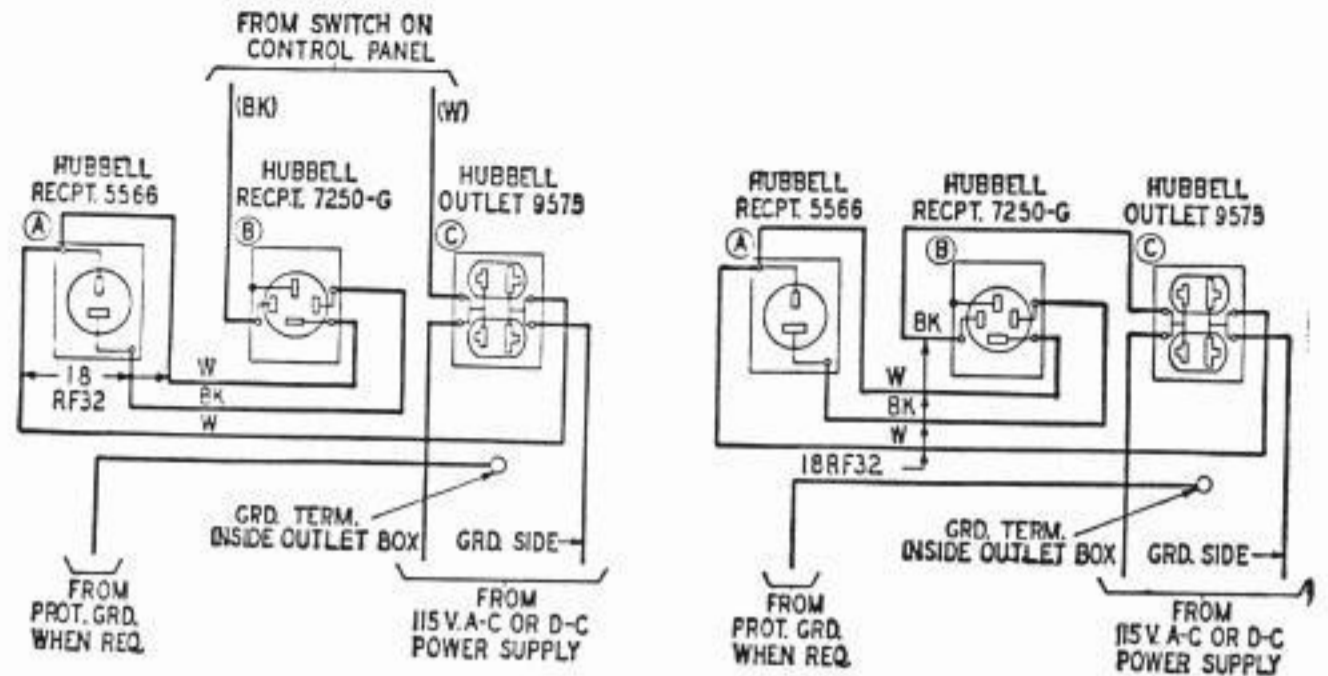 FROM SWITCH ON
CONTROL PANEL
(BK)
(W)
HUBBELL
RECPT. 5566
HUBBELL
RECPT. 7250-G
HUBBELL
OUTLET 9575
A
B
C
W
BK
W
18
RF32
GRD. TERM.
INSIDE OUTLET BOX
GRD. SIDE
FROM
PROT. GRD.
WHEN REQ.
FROM
115 V. A-C OR D-C
POWER SUPPLY
HUBBELL
RECPT. 5566
HUBBELL
RECPT. 7250-G
HUBBELL
OUTLET 9575
A
B
C
BK
W
BK
W
18RF32
GRD. TERM.
INSIDE OUTLET BOX
GRD. SIDE
FROM
PROT. GRD.
WHEN REQ.
FROM
115 V. A-C OR D-C
POWER SUPPLY